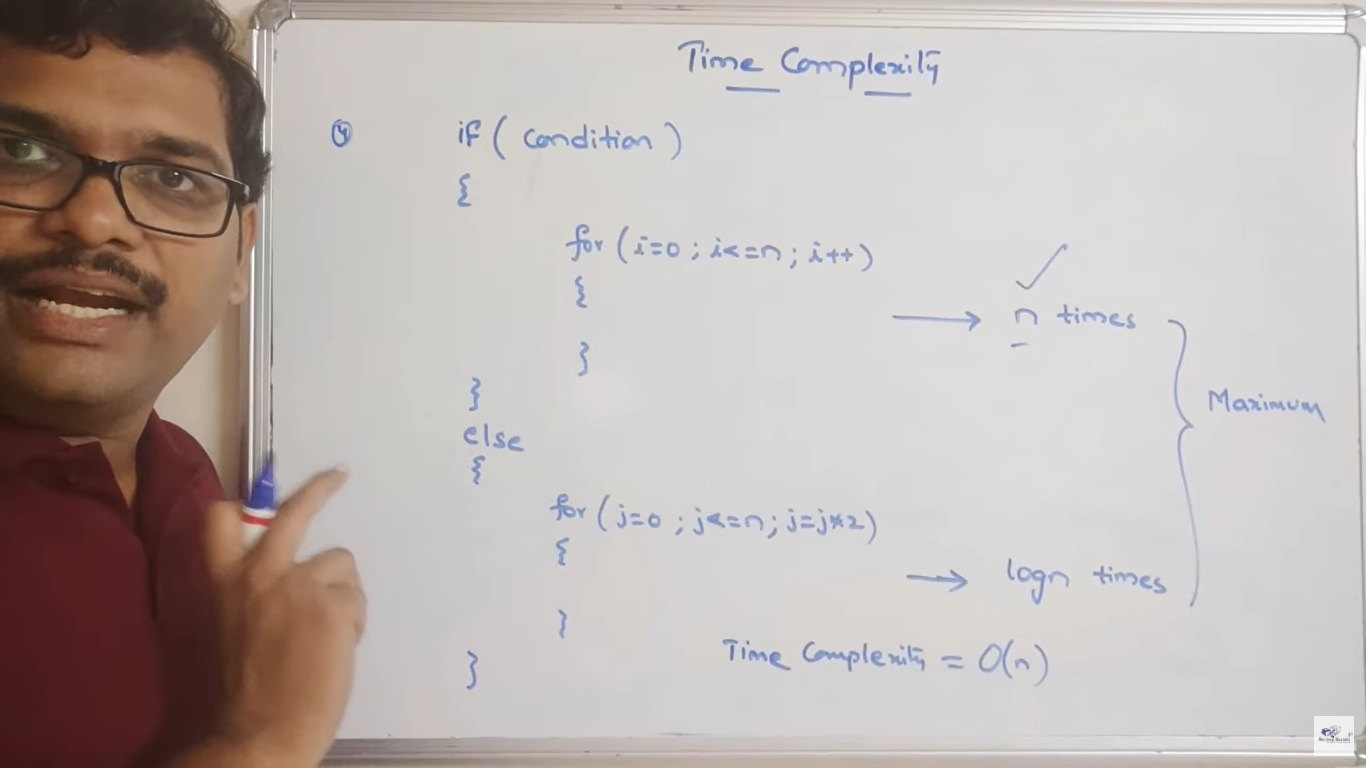 Time Complexity
4 if ( condition )
{
for ( i=0 ; i<=n ; i++ )
{
→ n times
}
}
Maximum
else
{
for ( j=0 ; j<=n ; j=j*2 )
{
→ logn times
}
}
Time Complexity = O(n)